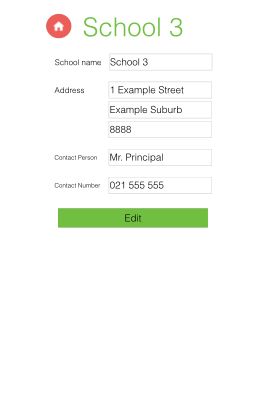 School 3
School name School 3
Address 1 Example Street
Example Suburb
8888
Contact Person Mr. Principal
Contact Number 021 555 555
Edit